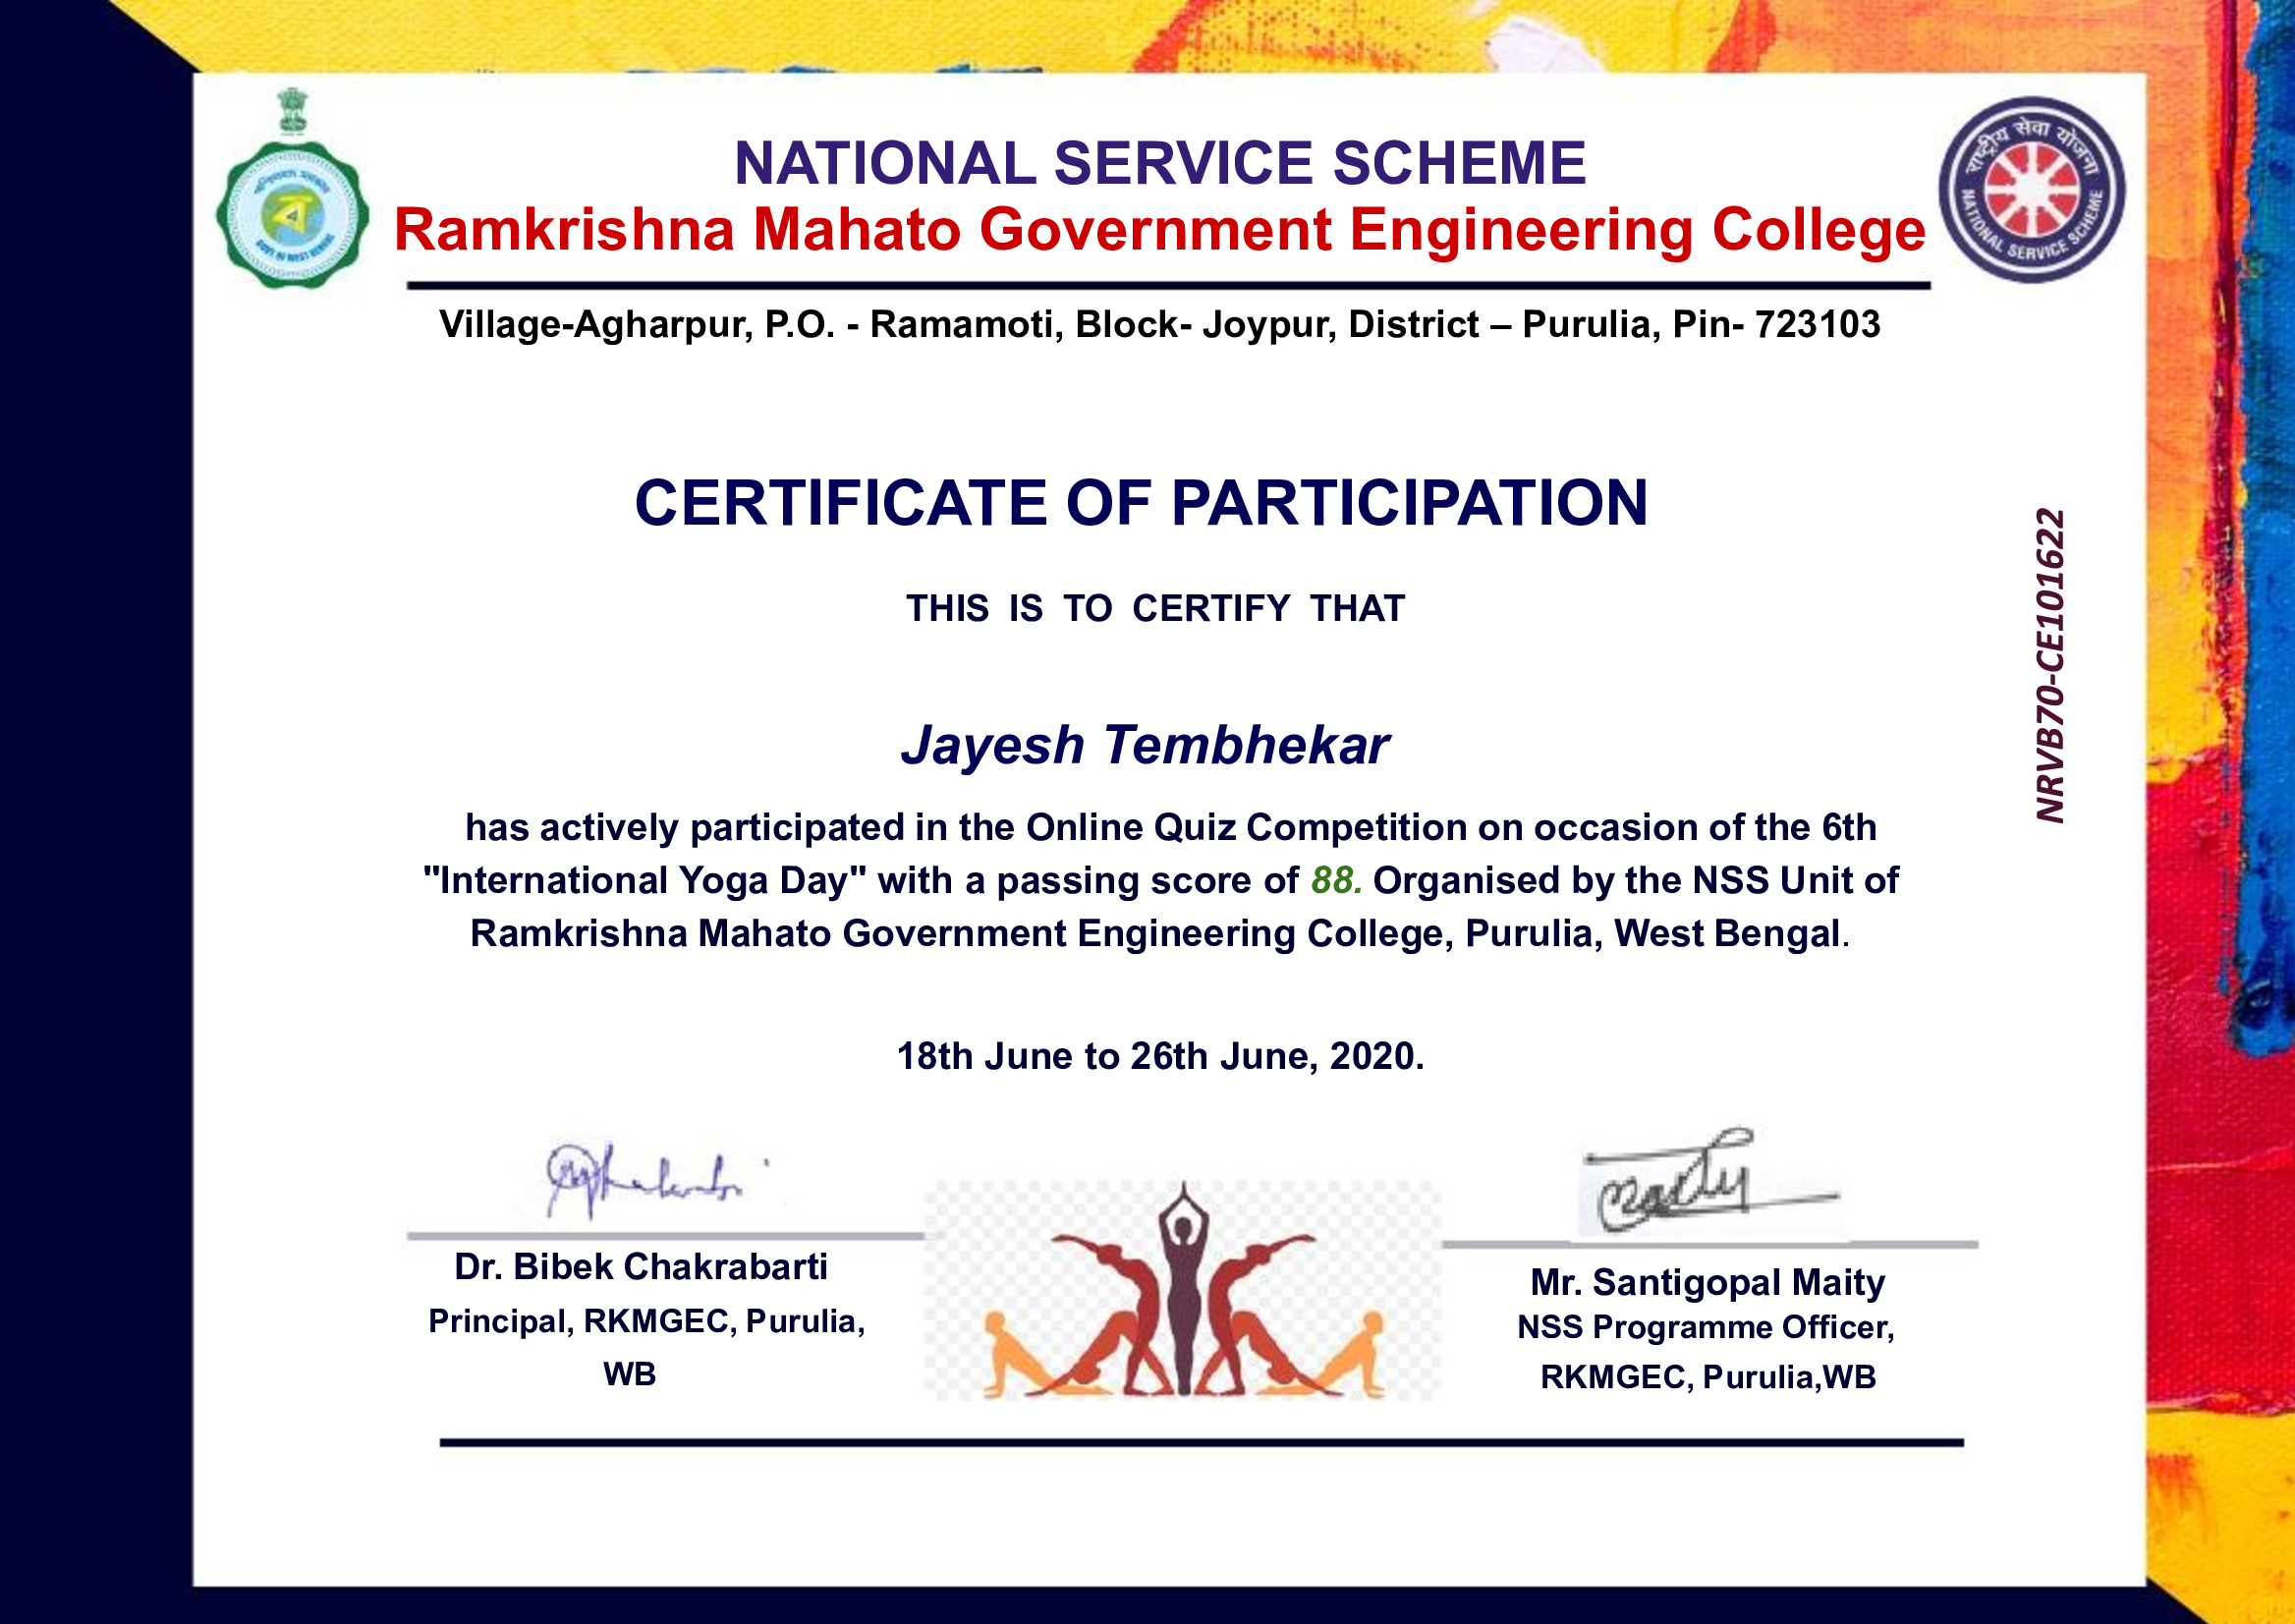 NATIONAL SERVICE SCHEME
Ramkrishna Mahato Government Engineering College
राष्ट्रीय सेवा योजना
NATIONAL SERVICE SCHEME
Village-Agharpur, P.O. - Ramamoti, Block- Joypur, District – Purulia, Pin- 723103
CERTIFICATE OF PARTICIPATION
THIS IS TO CERTIFY THAT
NRVB70-CE101622
Jayesh Tembhekar
has actively participated in the Online Quiz Competition on occasion of the 6th
"International Yoga Day" with a passing score of 88. Organised by the NSS Unit of
Ramkrishna Mahato Government Engineering College, Purulia, West Bengal.
18th June to 26th June, 2020.
Dr. Bibek Chakrabarti
Principal, RKMGEC, Purulia,
WB
Mr. Santigopal Maity
NSS Programme Officer,
RKMGEC, Purulia,WB